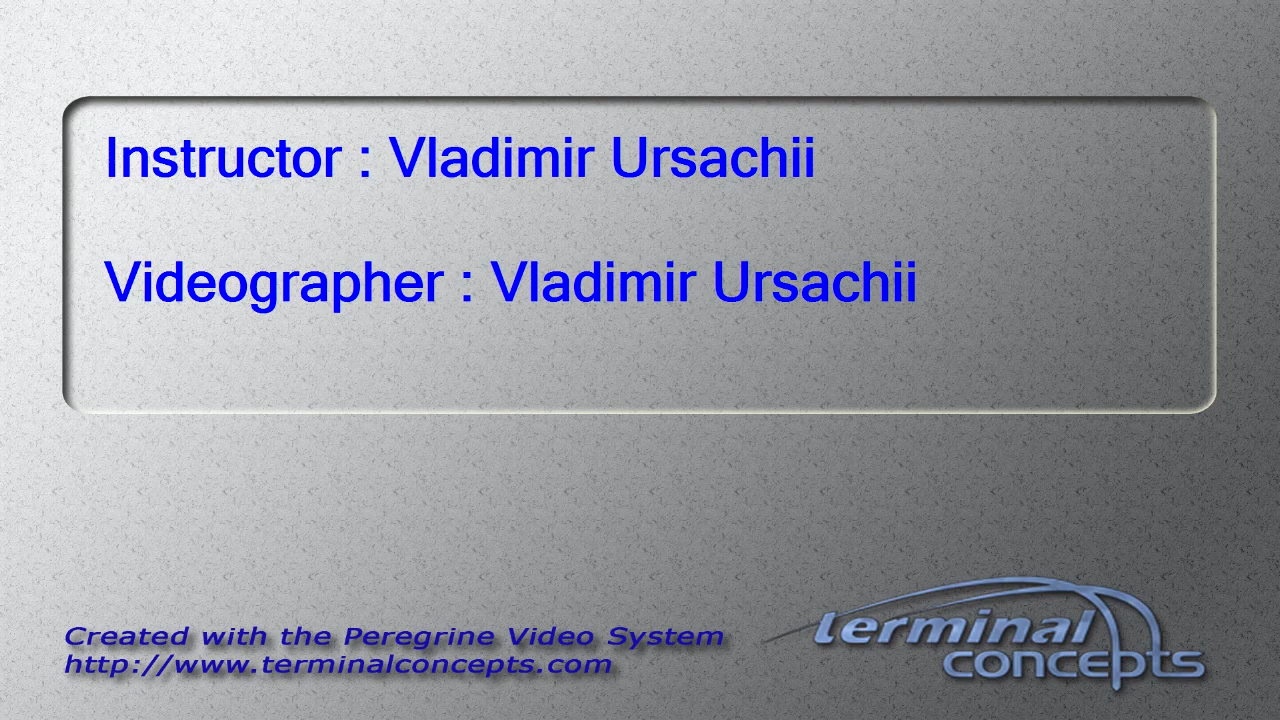 Instructor : Vladimir Ursachii
Videographer : Vladimir Ursachii
Created with the Peregrine Video System
http://www.terminalconcepts.com
terminal
concepts